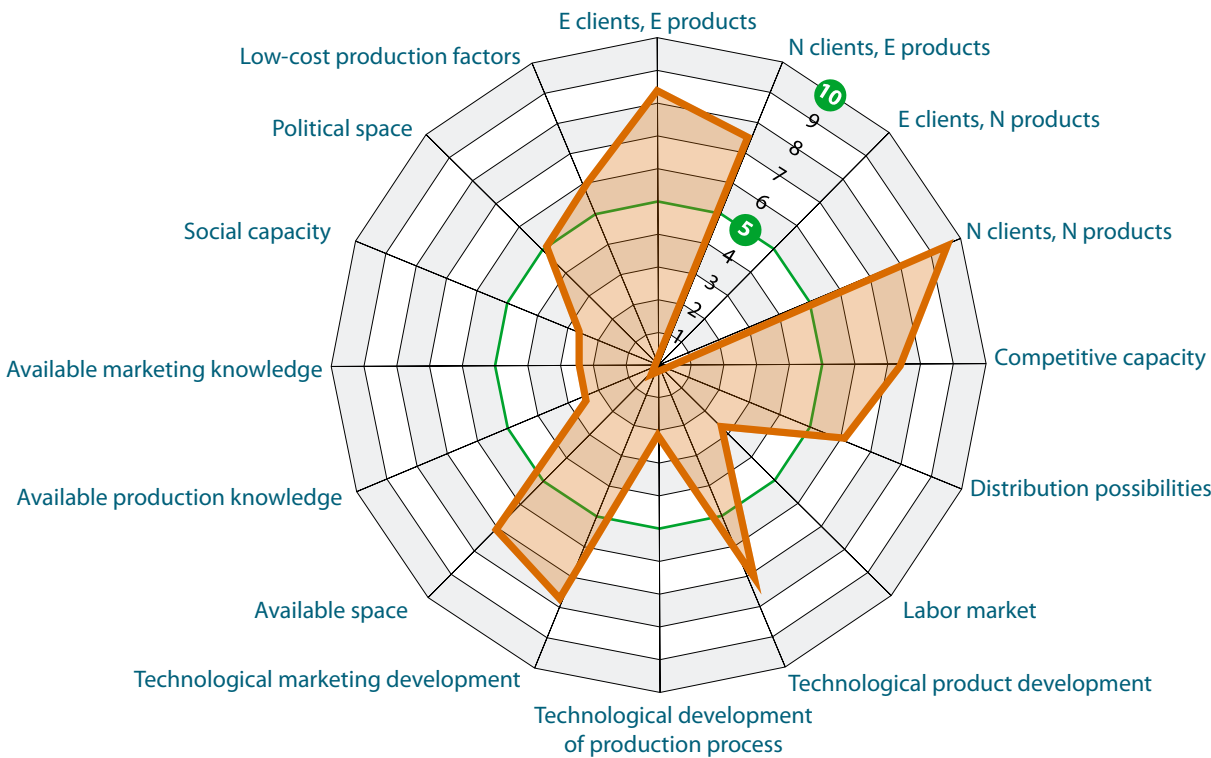 E clients, E products
N clients, E products
Low-cost production factors
10
9
E clients, N products
Political space
8
7
6
5
Social capacity
N clients, N products
4
3
2
1
Competitive capacity
Available marketing knowledge
Distribution possibilities
Available production knowledge
Available space
Labor market
Technological marketing development
Technological product development
Technological development
of production process